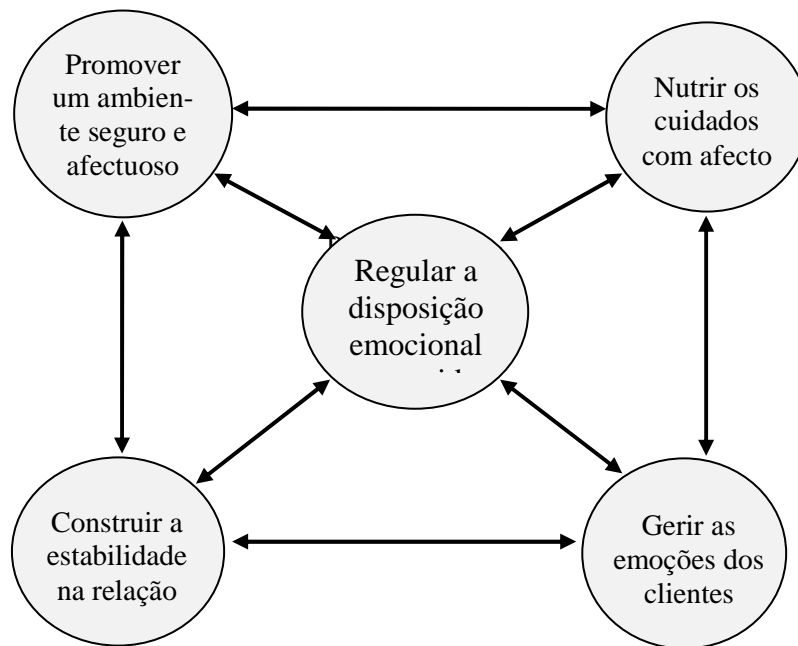 Promover
um ambien-
te seguro e
afectuoso
Nutrir os
cuidados
com afecto
Regular a
disposição
emocional
Construir a
estabilidade
na relação
Gerir as
emoções dos
clientes